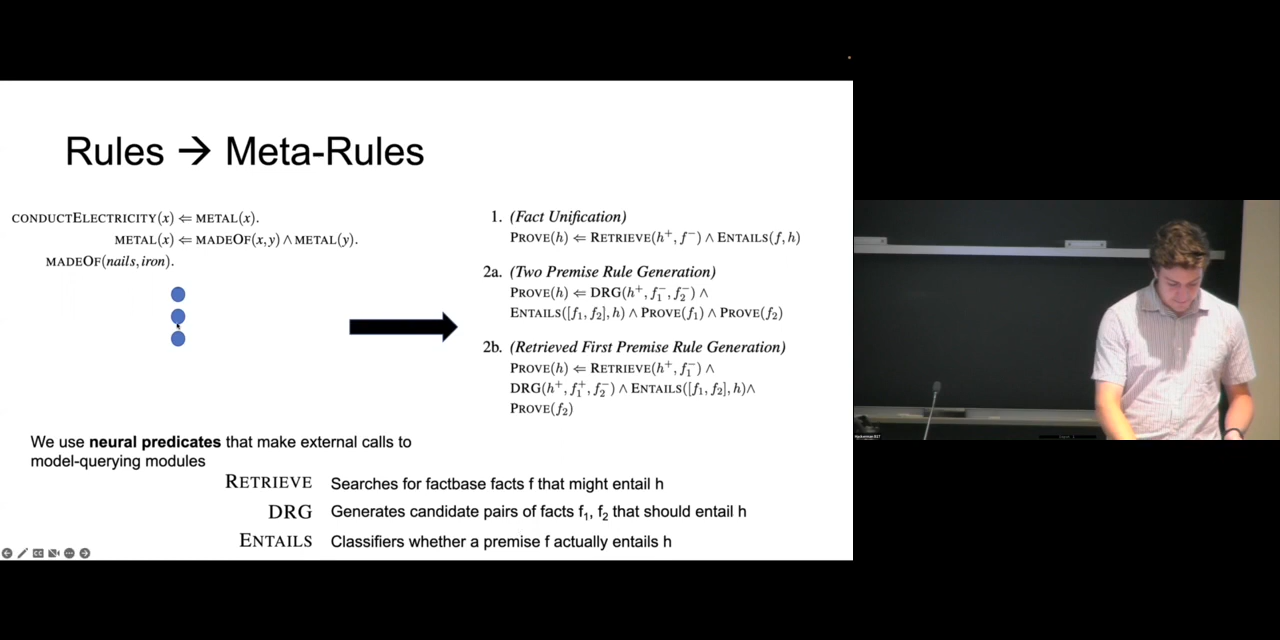 Rules → Meta-Rules
CONDUCTELECTRICITY(x) ⇐ METAL(x).
METAL(x) ⇐ MADEOF(x, y) ∧ METAL(y).
MADEOF(nails, iron).
1. (Fact Unification)
PROVE(h) ⇐ RETRIEVE(h⁺, f⁻) ∧ ENTAILS(f, h)
2a. (Two Premise Rule Generation)
PROVE(h) ⇐ DRG(h⁺, f₁⁻, f₂⁻) ∧
ENTAILS([f₁, f₂], h) ∧ PROVE(f₁) ∧ PROVE(f₂)
2b. (Retrieved First Premise Rule Generation)
PROVE(h) ⇐ RETRIEVE(h⁺, f₁⁻) ∧
DRG(h⁺, f₁⁺, f₂⁻) ∧ ENTAILS([f₁, f₂], h)∧
PROVE(f₂)
We use neural predicates that make external calls to
model-querying modules
RETRIEVE Searches for factbase facts f that might entail h
DRG Generates candidate pairs of facts f₁, f₂ that should entail h
ENTAILS Classifiers whether a premise f actually entails h